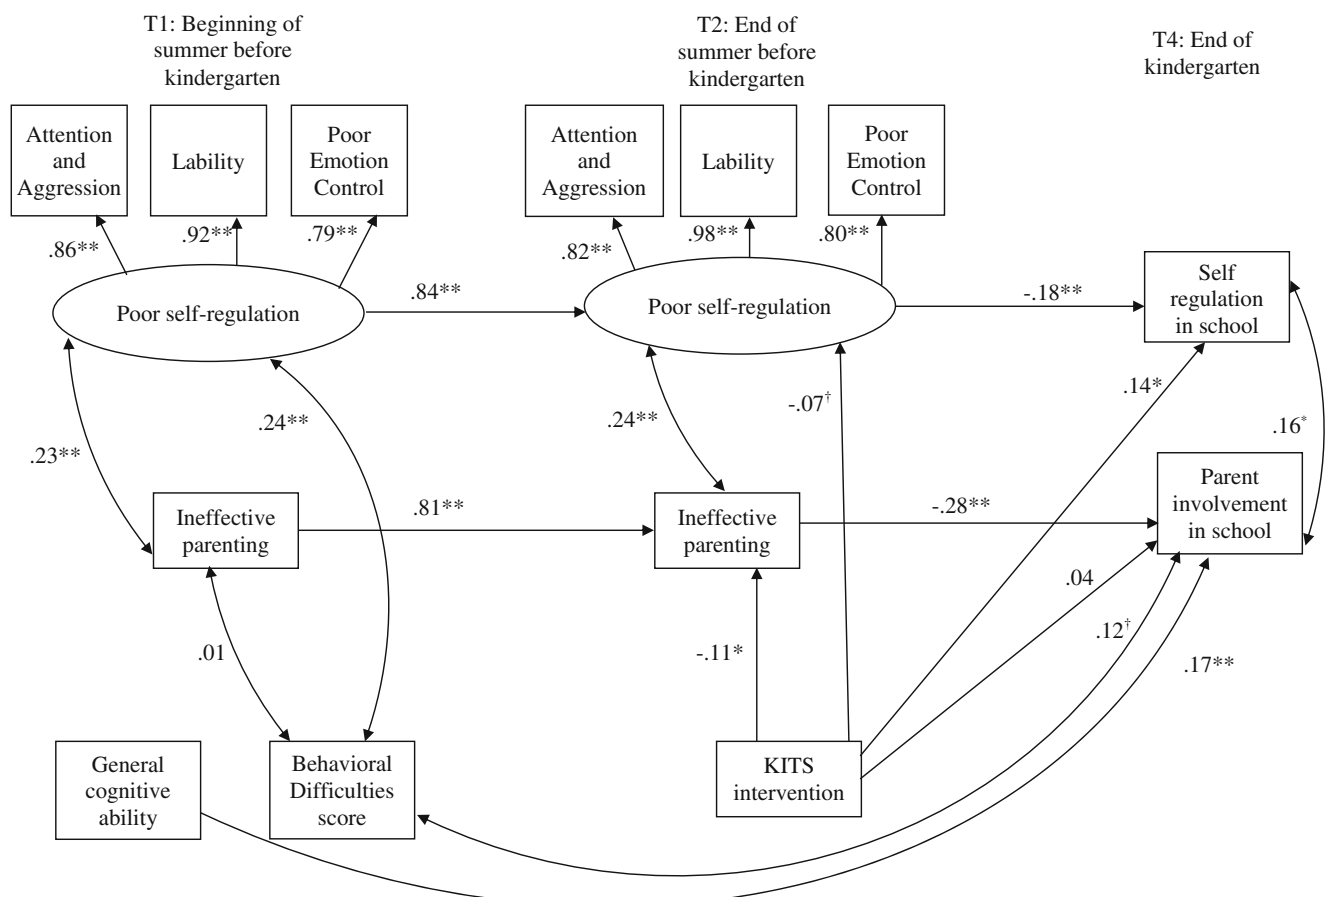 T1: Beginning of
summer before
kindergarten
T2: End of
summer before
kindergarten
T4: End of
kindergarten
Attention
and
Aggression
Lability
Poor
Emotion
Control
Attention
and
Aggression
Lability
Poor
Emotion
Control
.86**
.92**
.79**
.82**
.98**
.80**
Poor self-regulation
.84**
Poor self-regulation
-.18**
Self
regulation
in school
.23**
.24**
.24**
-.07†
.14*
.16*
Ineffective
parenting
.81**
Ineffective
parenting
-.28**
Parent
involvement
in school
.01
-.11*
.04
.12†
.17**
General
cognitive
ability
Behavioral
Difficulties
score
KITS
intervention